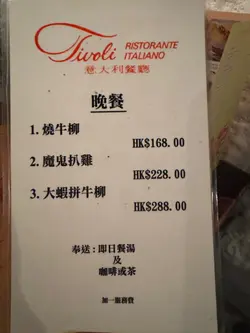 Tivoli
RISTORANTE
ITALIANO
意大利餐廳
晚餐
1. 燒牛柳
HK$168.00
2. 魔鬼扒雞
HK$228.00
3. 大蝦拼牛柳
HK$288.00
奉送：即日餐湯
及
咖啡或茶
加一服務費